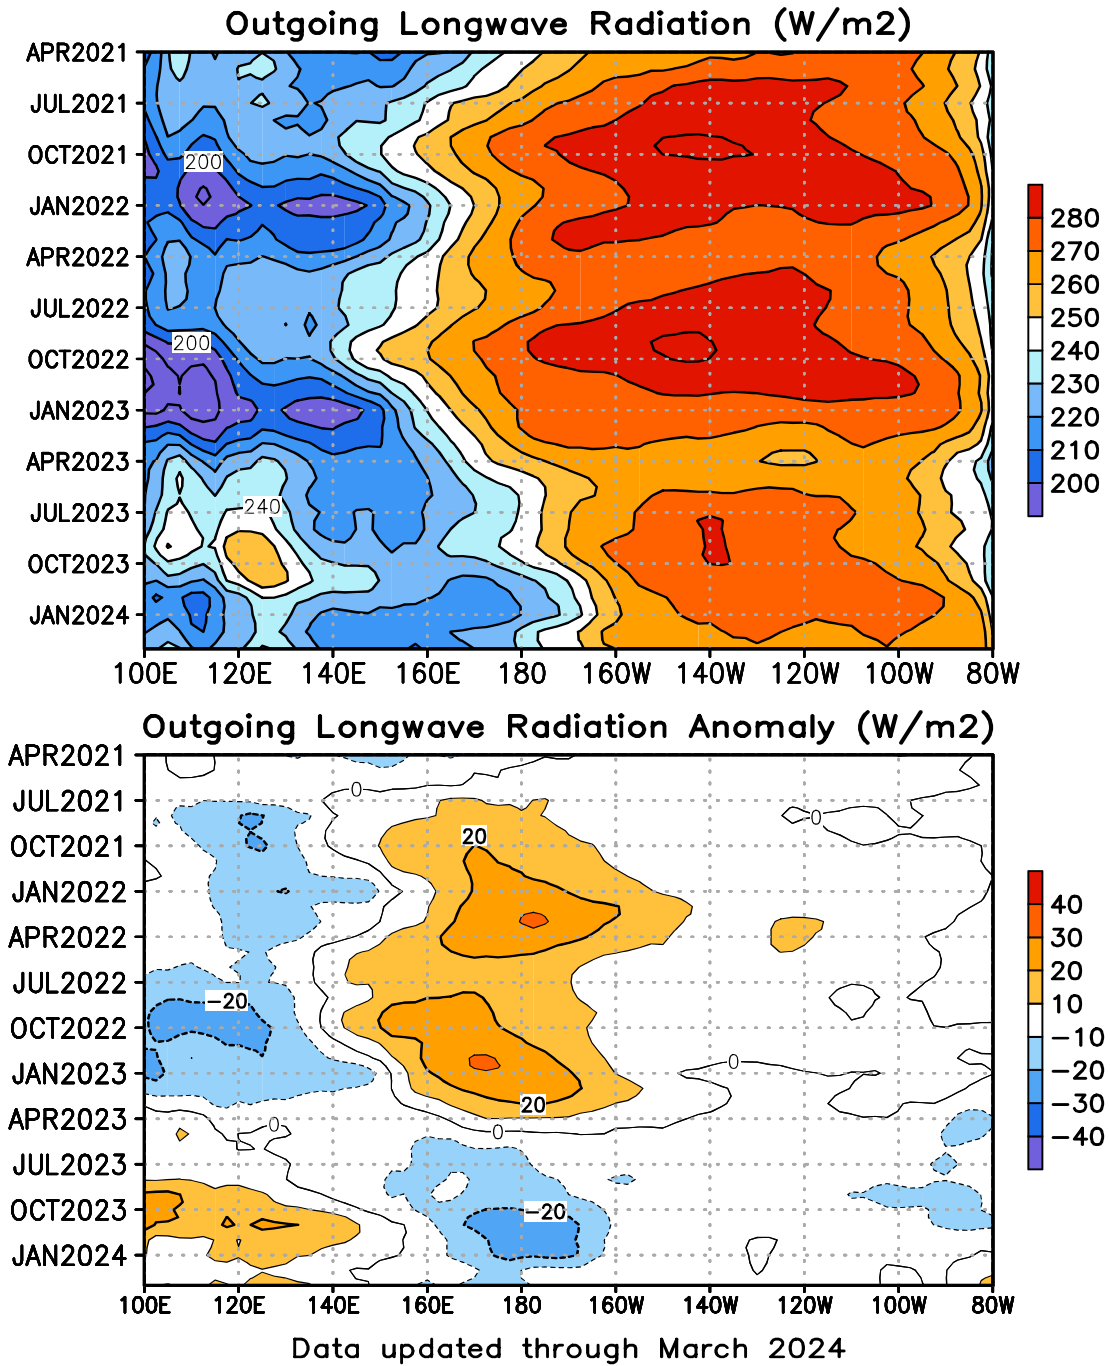 Outgoing Longwave Radiation (W/m2)
APR2021
JUL2021
OCT2021
JAN2022
APR2022
JUL2022
OCT2022
JAN2023
APR2023
JUL2023
OCT2023
JAN2024
200
200
240
100E 120E 140E 160E 180 160W 140W 120W 100W 80W
280
270
260
250
240
230
220
210
200
Outgoing Longwave Radiation Anomaly (W/m2)
APR2021
JUL2021
OCT2021
JAN2022
APR2022
JUL2022
OCT2022
JAN2023
APR2023
JUL2023
OCT2023
JAN2024
0
0
20
-20
0
20
0
0
-20
100E 120E 140E 160E 180 160W 140W 120W 100W 80W
40
30
20
10
-10
-20
-30
-40
Data updated through March 2024